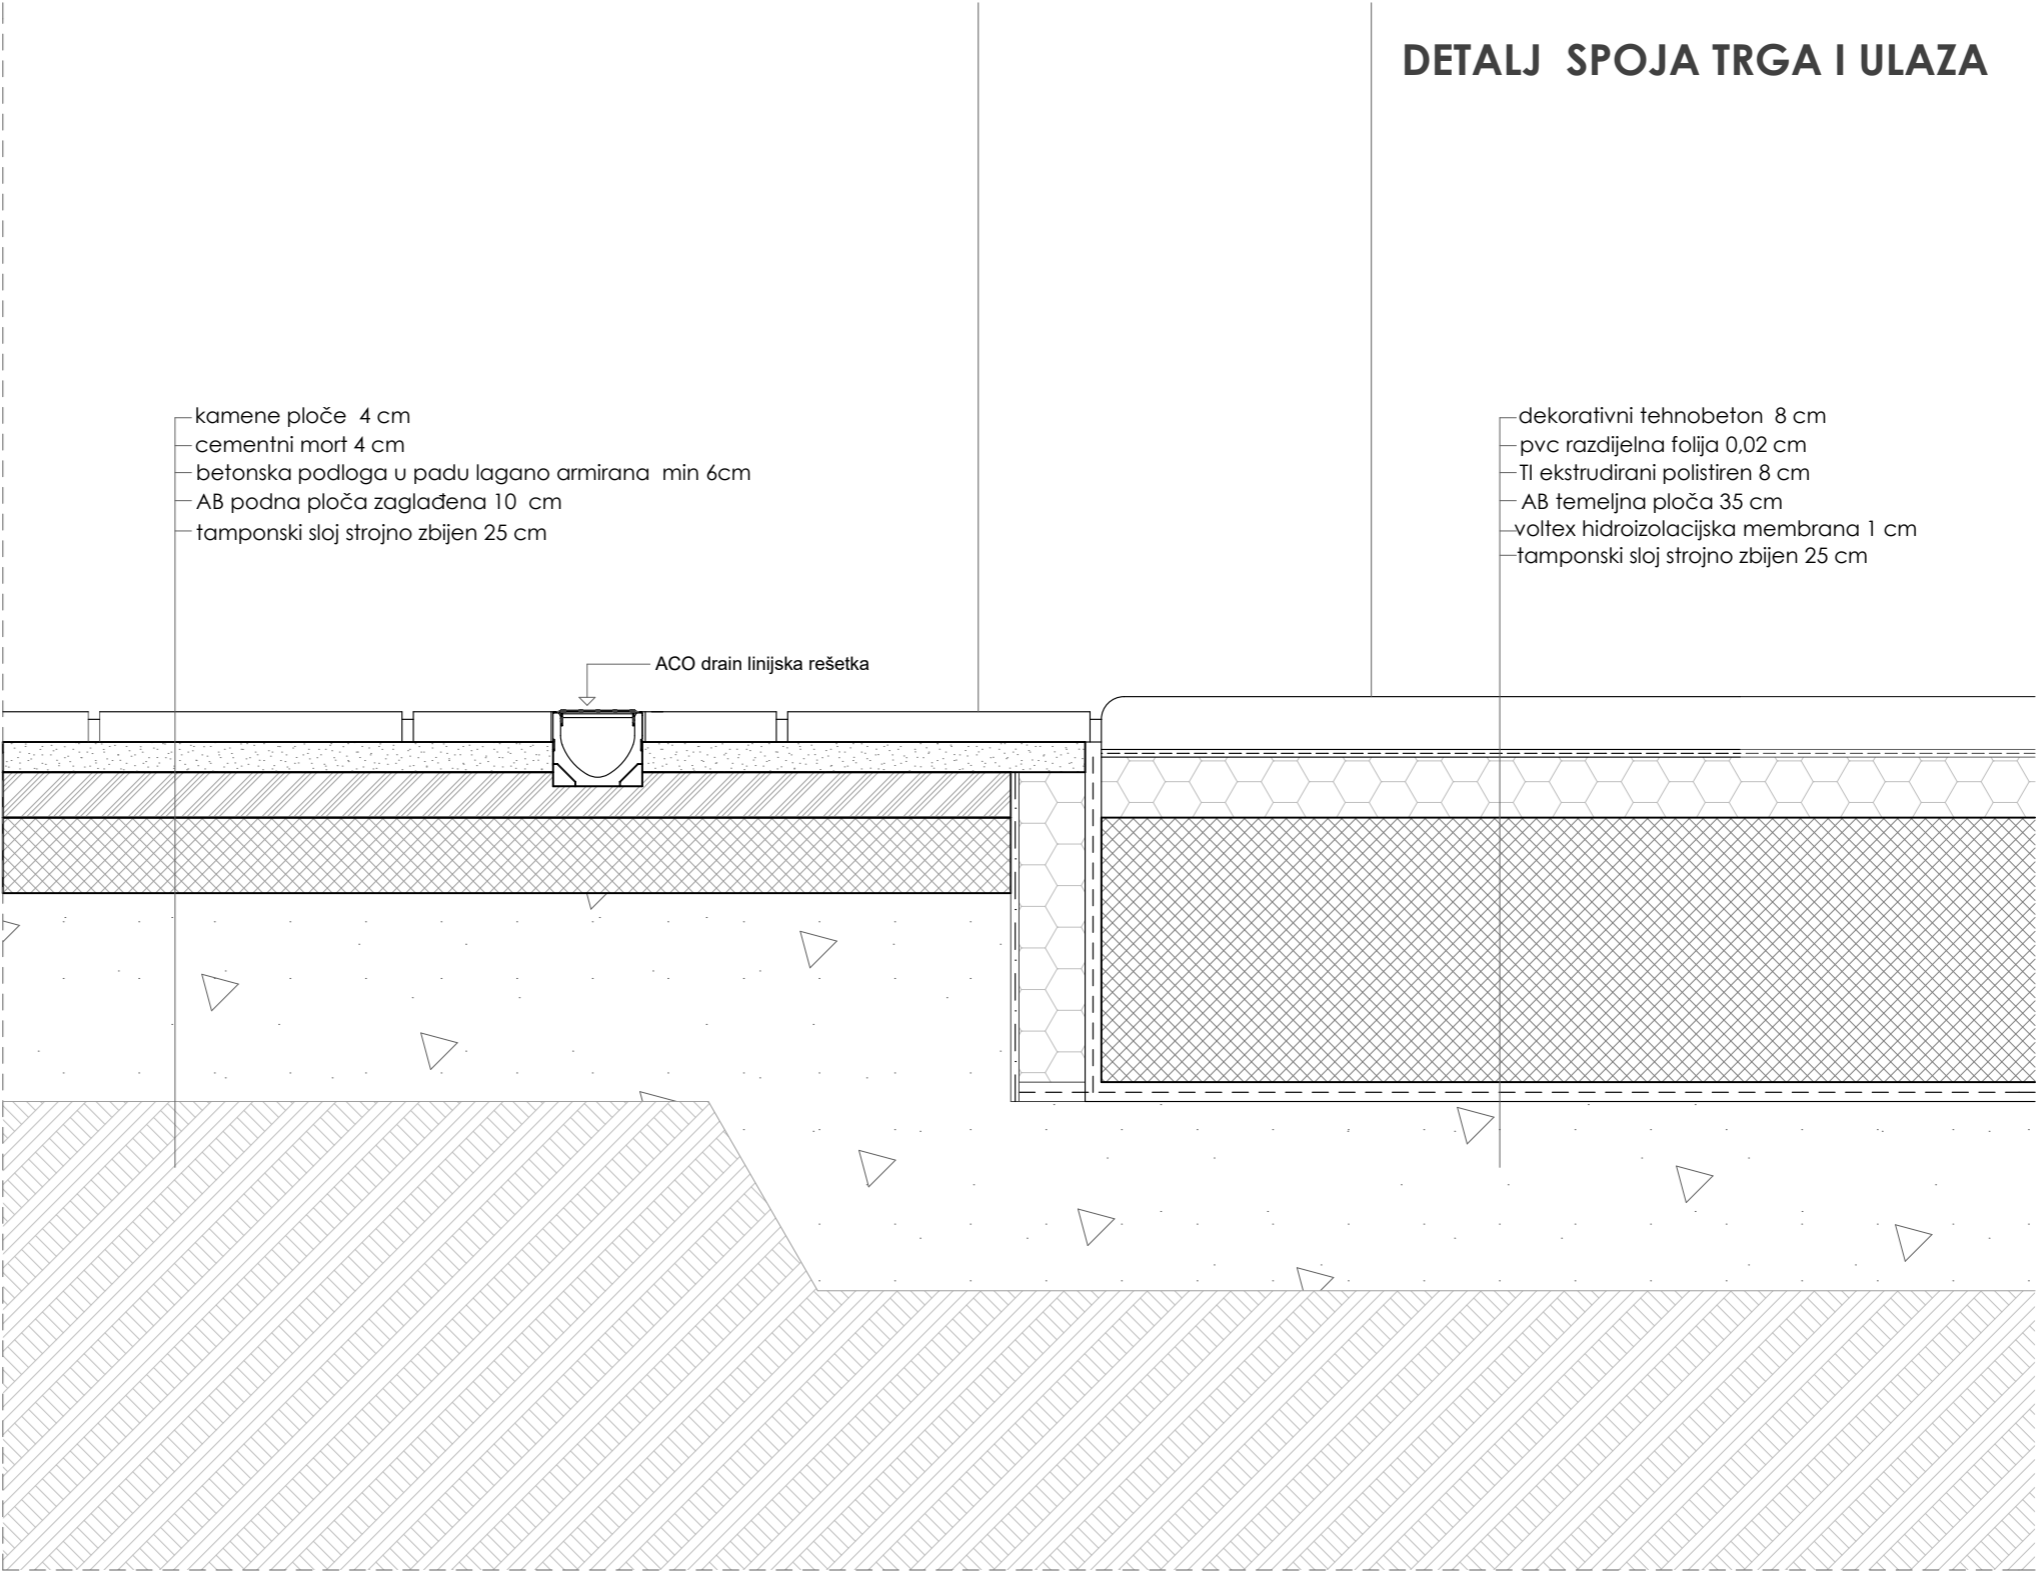 DETALJ SPOJA TRGA I ULAZA
kamene ploče 4 cm
cementni mort 4 cm
betonska podloga u padu lagano armirana min 6cm
AB podna ploča zaglađena 10 cm
tamponski sloj strojno zbijen 25 cm
dekorativni tehnobeton 8 cm
pvc razdijelna folija 0,02 cm
TI ekstrudirani polistiren 8 cm
AB temeljna ploča 35 cm
voltex hidroizolacijska membrana 1 cm
tamponski sloj strojno zbijen 25 cm
ACO drain linijska rešetka